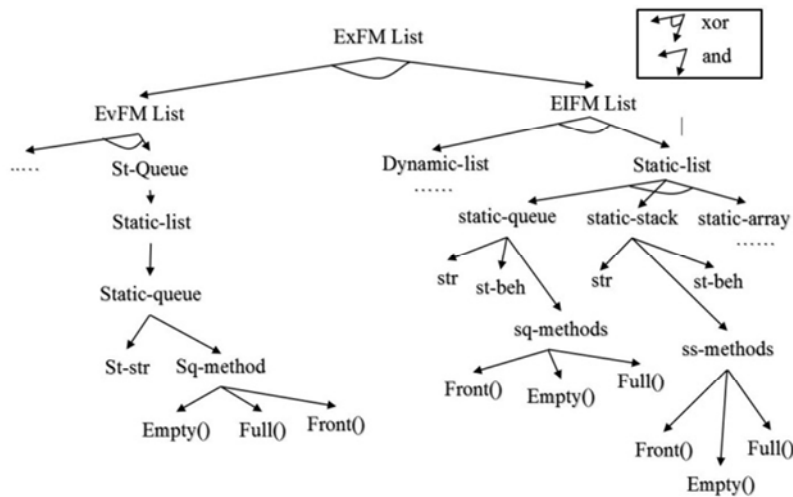 ExFM List
xor
and
EvFM List
EIFM List
.....
St-Queue
Dynamic-list
......
Static-list
Static-list
static-queue
static-stack
static-array
......
str
st-beh
str
st-beh
Static-queue
sq-methods
ss-methods
St-str
Sq-method
Front()
Empty()
Full()
Empty()
Full()
Front()
Front()
Full()
Empty()